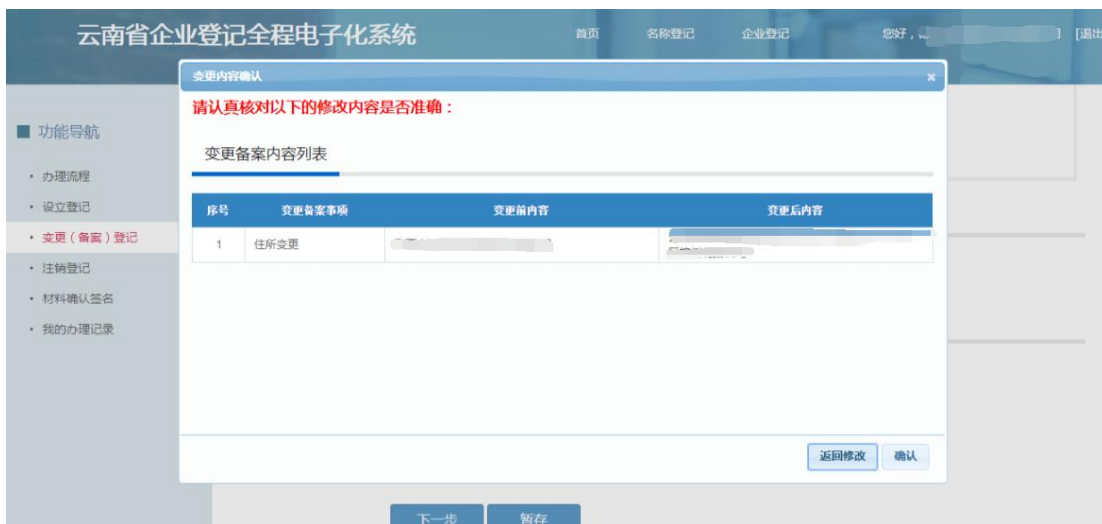 云南省企业登记全程电子化系统
首页 名称登记 企业登记 您好， ] [退出
变更内容确认 ×
请认真核对以下的修改内容是否准确：
功能导航
变更备案内容列表
• 办理流程
• 设立登记
序号 变更备案事项 变更前内容 变更后内容
• 变更（备案）登记
1 住所变更
• 注销登记
• 材料确认签名
• 我的办理记录
返回修改 确认
下一步 暂存